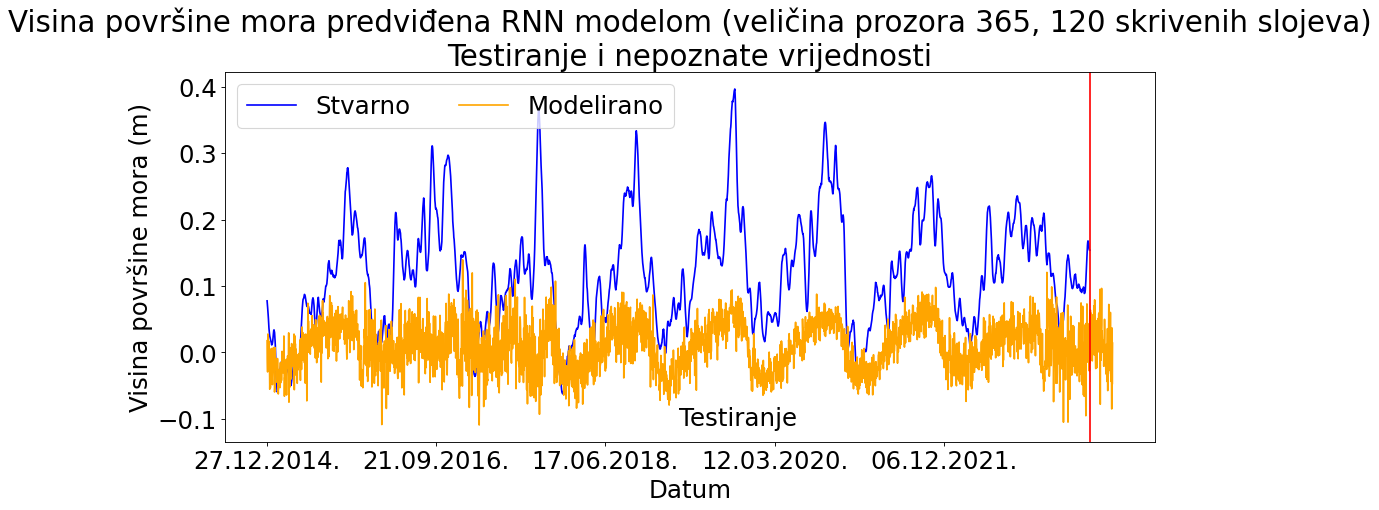 Visina površine mora predviđena RNN modelom (veličina prozora 365, 120 skrivenih slojeva)
Testiranje i nepoznate vrijednosti
Stvarno
Modelirano
Visina površine mora (m)
0.4
0.3
0.2
0.1
0.0
−0.1
Testiranje
27.12.2014.
21.09.2016.
17.06.2018.
12.03.2020.
06.12.2021.
Datum